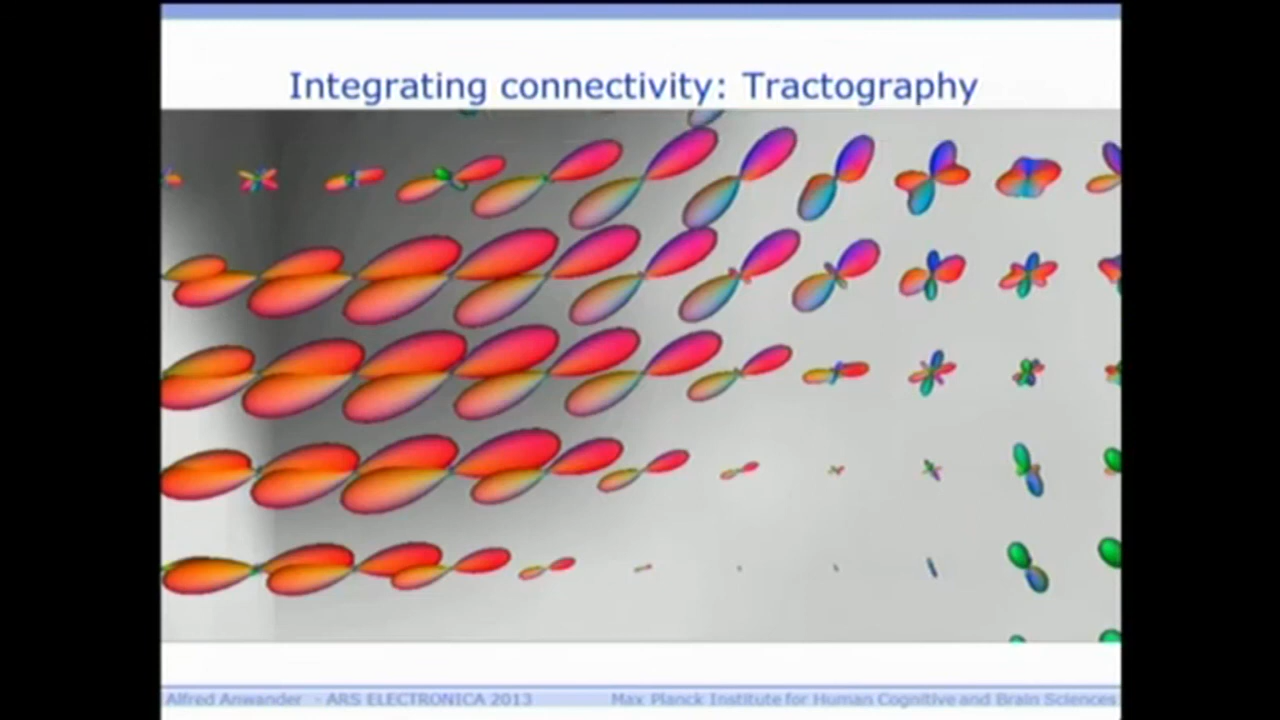 Integrating connectivity: Tractography
Alfred Anwander - ARS ELECTRONICA 2013
Max Planck Institute for Human Cognitive and Brain Sciences